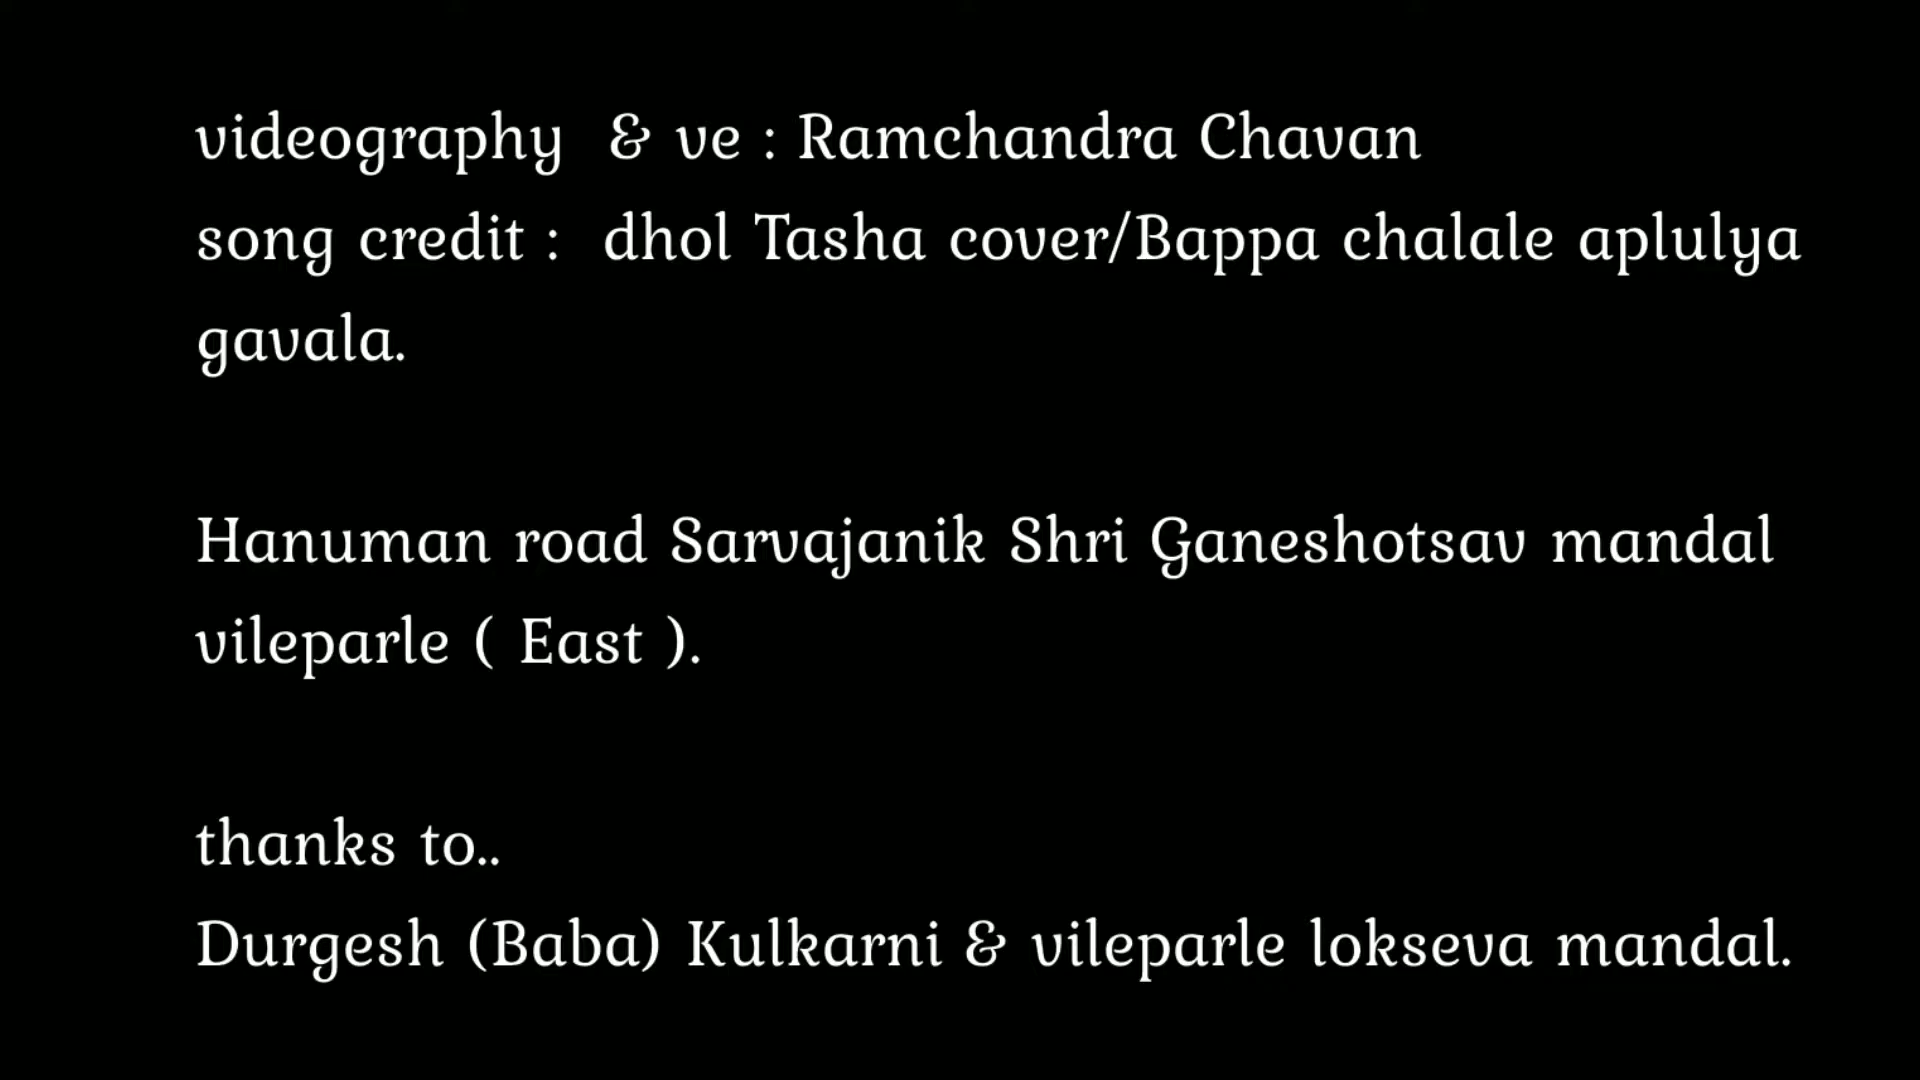 videography  & ve : Ramchandra Chavan
song credit :  dhol Tasha cover/Bappa chalale aplulya
gavala.
Hanuman road Sarvajanik Shri Ganeshotsav mandal
vileparle ( East ).
thanks to..
Durgesh (Baba) Kulkarni & vileparle lokseva mandal.